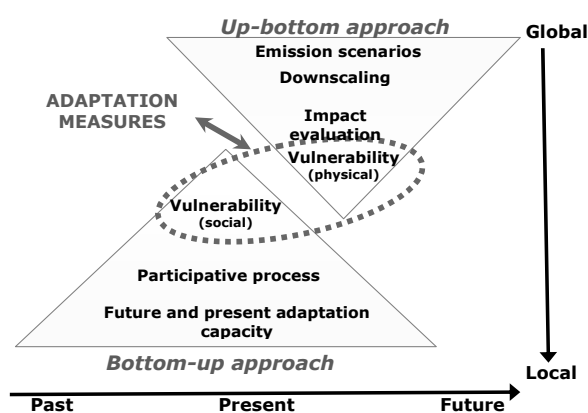 Up-bottom approach
Global
Emission scenarios
Downscaling
ADAPTATION
MEASURES
Impact
evaluation
Vulnerability
(physical)
Vulnerability
(social)
Participative process
Future and present adaptation
capacity
Bottom-up approach
Local
Past
Present
Future